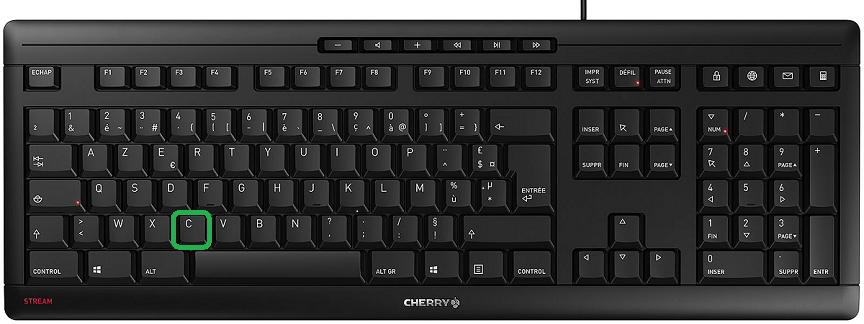 ECHAP F1 F2 F3 F4 F5 F6 F7 F8 F9 F10 F11 F12 IMPR SYST DÉFIL PAUSE ATTN
² 1 & 2 é ~ 3 " # 4 ' { 5 ( [ 6 - | 7 è ` 8 _ \ 9 ç ^ 0 à @ ° ) ] + = } INSER PAGE NUM / * -
A Z E € R T Y U I O P ¨ ^ £ $ ¤ ENTRÉE SUPPR FIN PAGE 7 8 9 PAGE +
Q S D F G H J K L M % ù µ * 4 5 6
> < W X C V B N ? , . ; / : § ! 1 FIN 2 3 PAGE
CONTROL ALT ALT GR CONTROL 0 INSER . SUPPR ENTR
STREAM
CHERRY